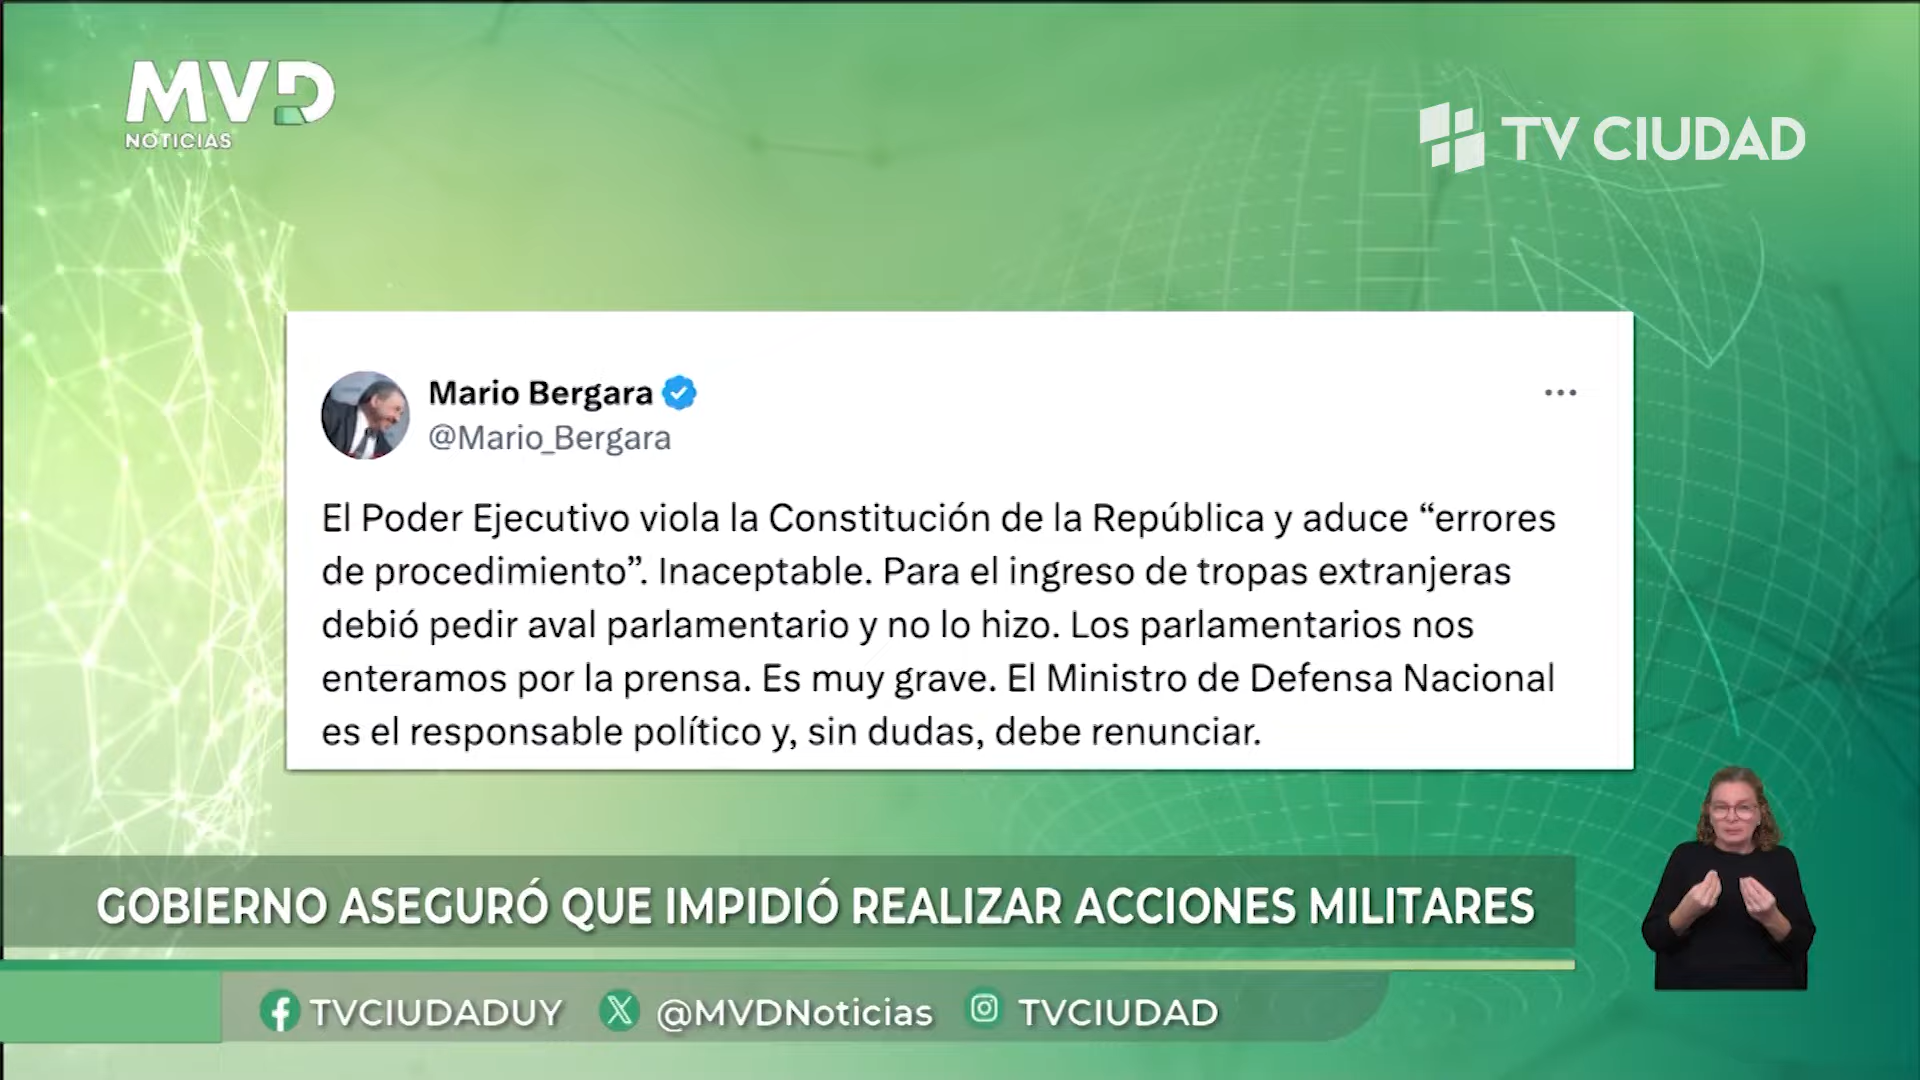 MVD
NOTICIAS
TV CIUDAD
Mario Bergara
@Mario_Bergara
El Poder Ejecutivo viola la Constitución de la República y aduce “errores
de procedimiento”. Inaceptable. Para el ingreso de tropas extranjeras
debió pedir aval parlamentario y no lo hizo. Los parlamentarios nos
enteramos por la prensa. Es muy grave. El Ministro de Defensa Nacional
es el responsable político y, sin dudas, debe renunciar.
GOBIERNO ASEGURÓ QUE IMPIDIÓ REALIZAR ACCIONES MILITARES
TVCIUDADUY @MVDNoticias TVCIUDAD